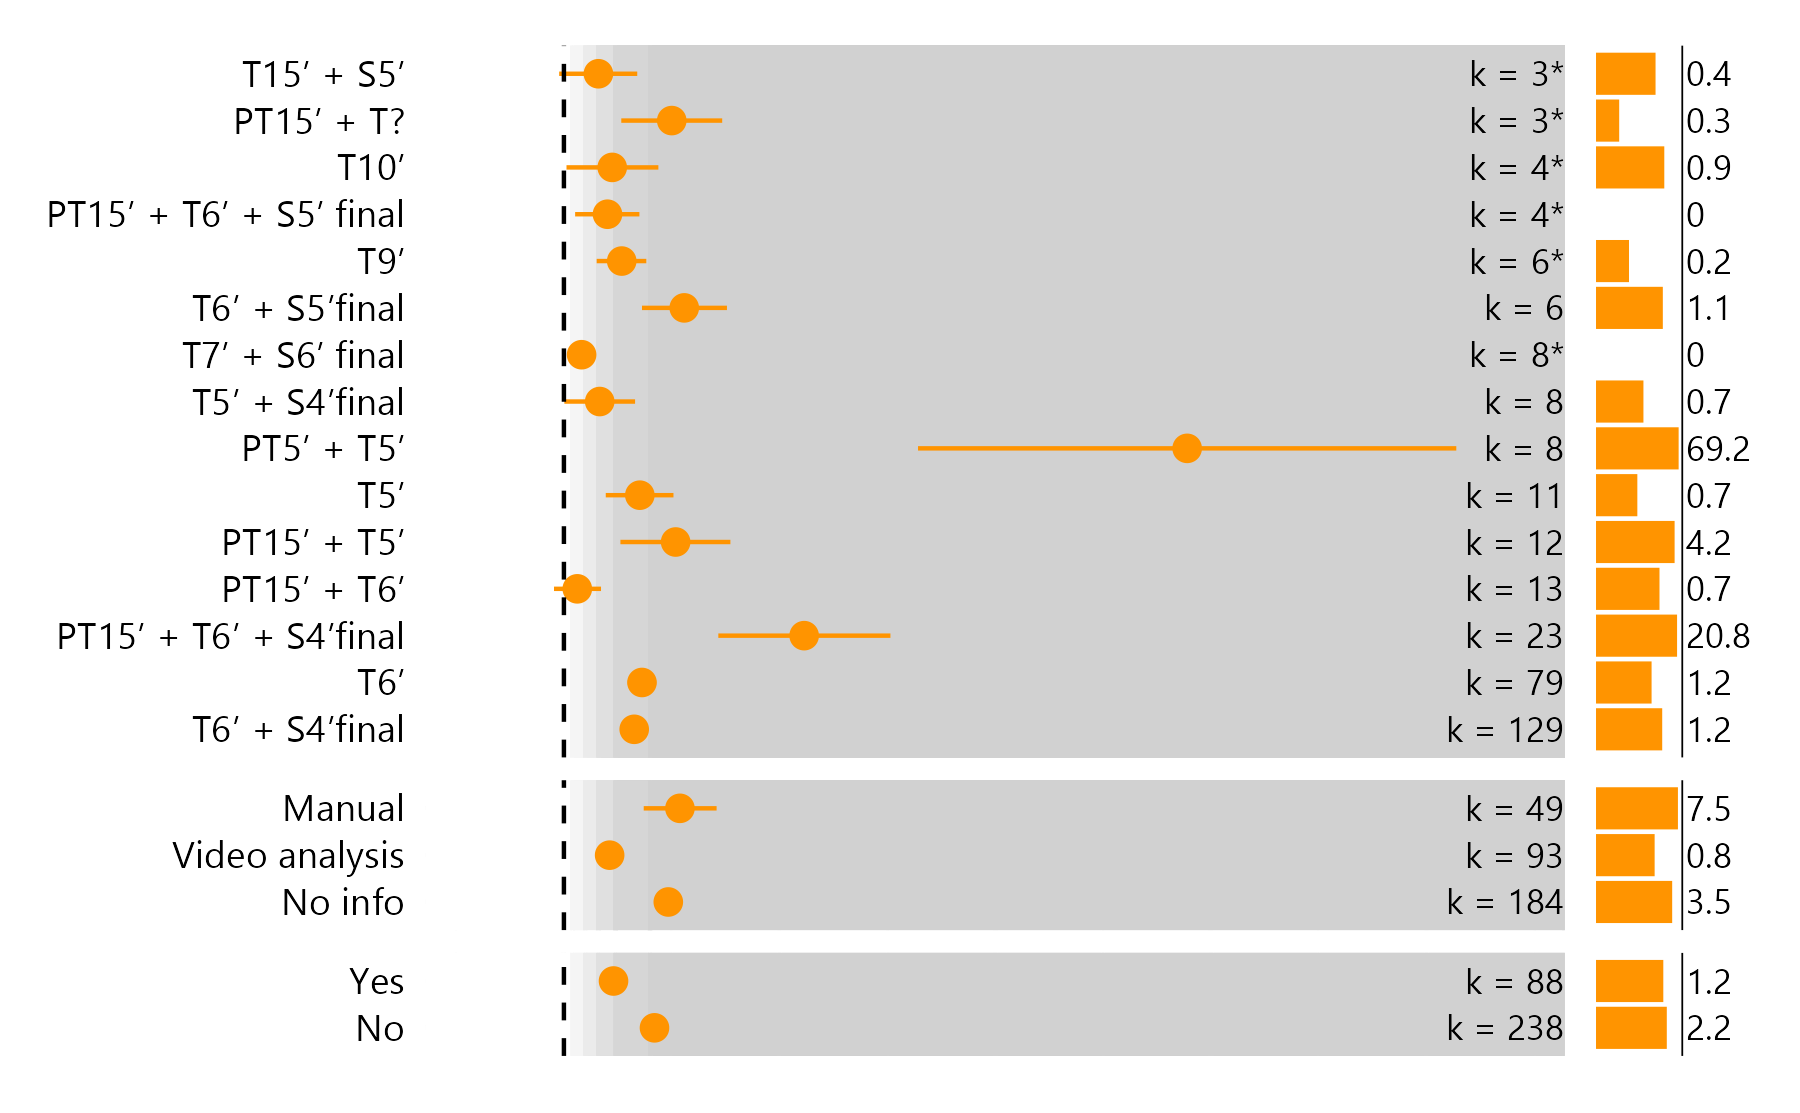 T15′ + S5′ k = 3* 0.4
PT15′ + T? k = 3* 0.3
T10′ k = 4* 0.9
PT15′ + T6′ + S5′ final k = 4* 0
T9′ k = 6* 0.2
T6′ + S5′final k = 6 1.1
T7′ + S6′ final k = 8* 0
T5′ + S4′final k = 8 0.7
PT5′ + T5′ k = 8 69.2
T5′ k = 11 0.7
PT15′ + T5′ k = 12 4.2
PT15′ + T6′ k = 13 0.7
PT15′ + T6′ + S4′final k = 23 20.8
T6′ k = 79 1.2
T6′ + S4′final k = 129 1.2
Manual k = 49 7.5
Video analysis k = 93 0.8
No info k = 184 3.5
Yes k = 88 1.2
No k = 238 2.2